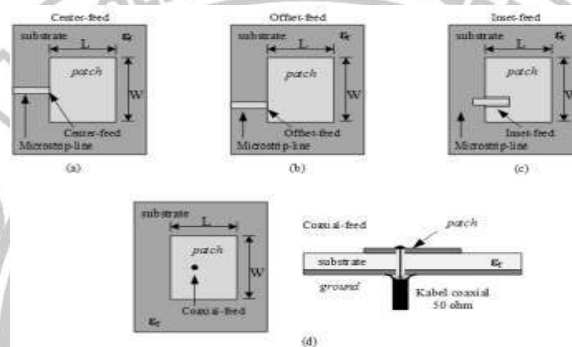 Center-feed
substrate εr
L
patch
W
Center-feed
Microstrip-line
(a)
Offset-feed
substrate εr
L
patch
W
Offset-feed
Microstrip-line
(b)
Inset-feed
substrate εr
L
patch
W
Inset-feed
Microstrip-line
(c)
substrate
L
patch
W
Coaxual-feed
εr
Coaxual-feed
patch
substrate εr
ground
Kabel coaxial
50 ohm
(d)